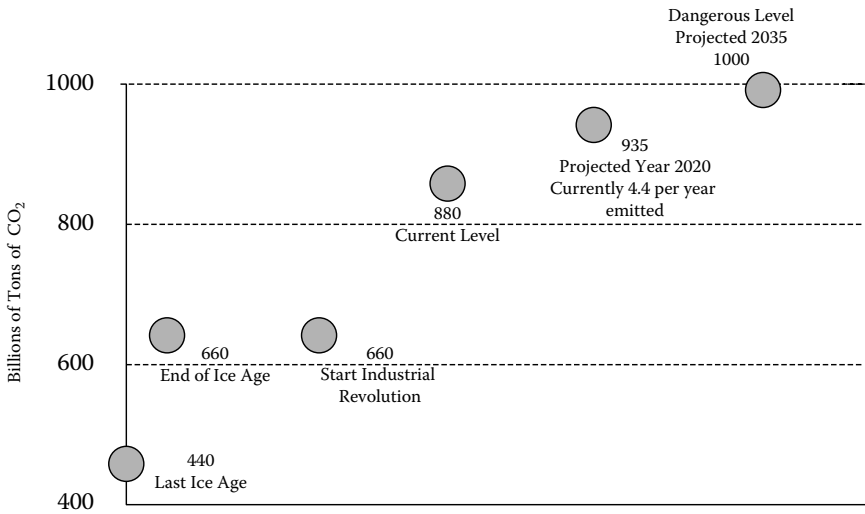 Dangerous Level
Projected 2035
1000
1000
935
Projected Year 2020
Currently 4.4 per year
emitted
880
Current Level
800
Billions of Tons of CO₂
660
End of Ice Age
660
Start Industrial
Revolution
600
440
Last Ice Age
400